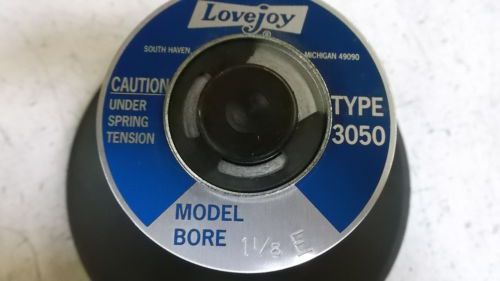 Lovejoy
®
SOUTH HAVEN MICHIGAN 49090
CAUTION
UNDER
SPRING
TENSION
TYPE
3050
MODEL
BORE 1 1/8 E